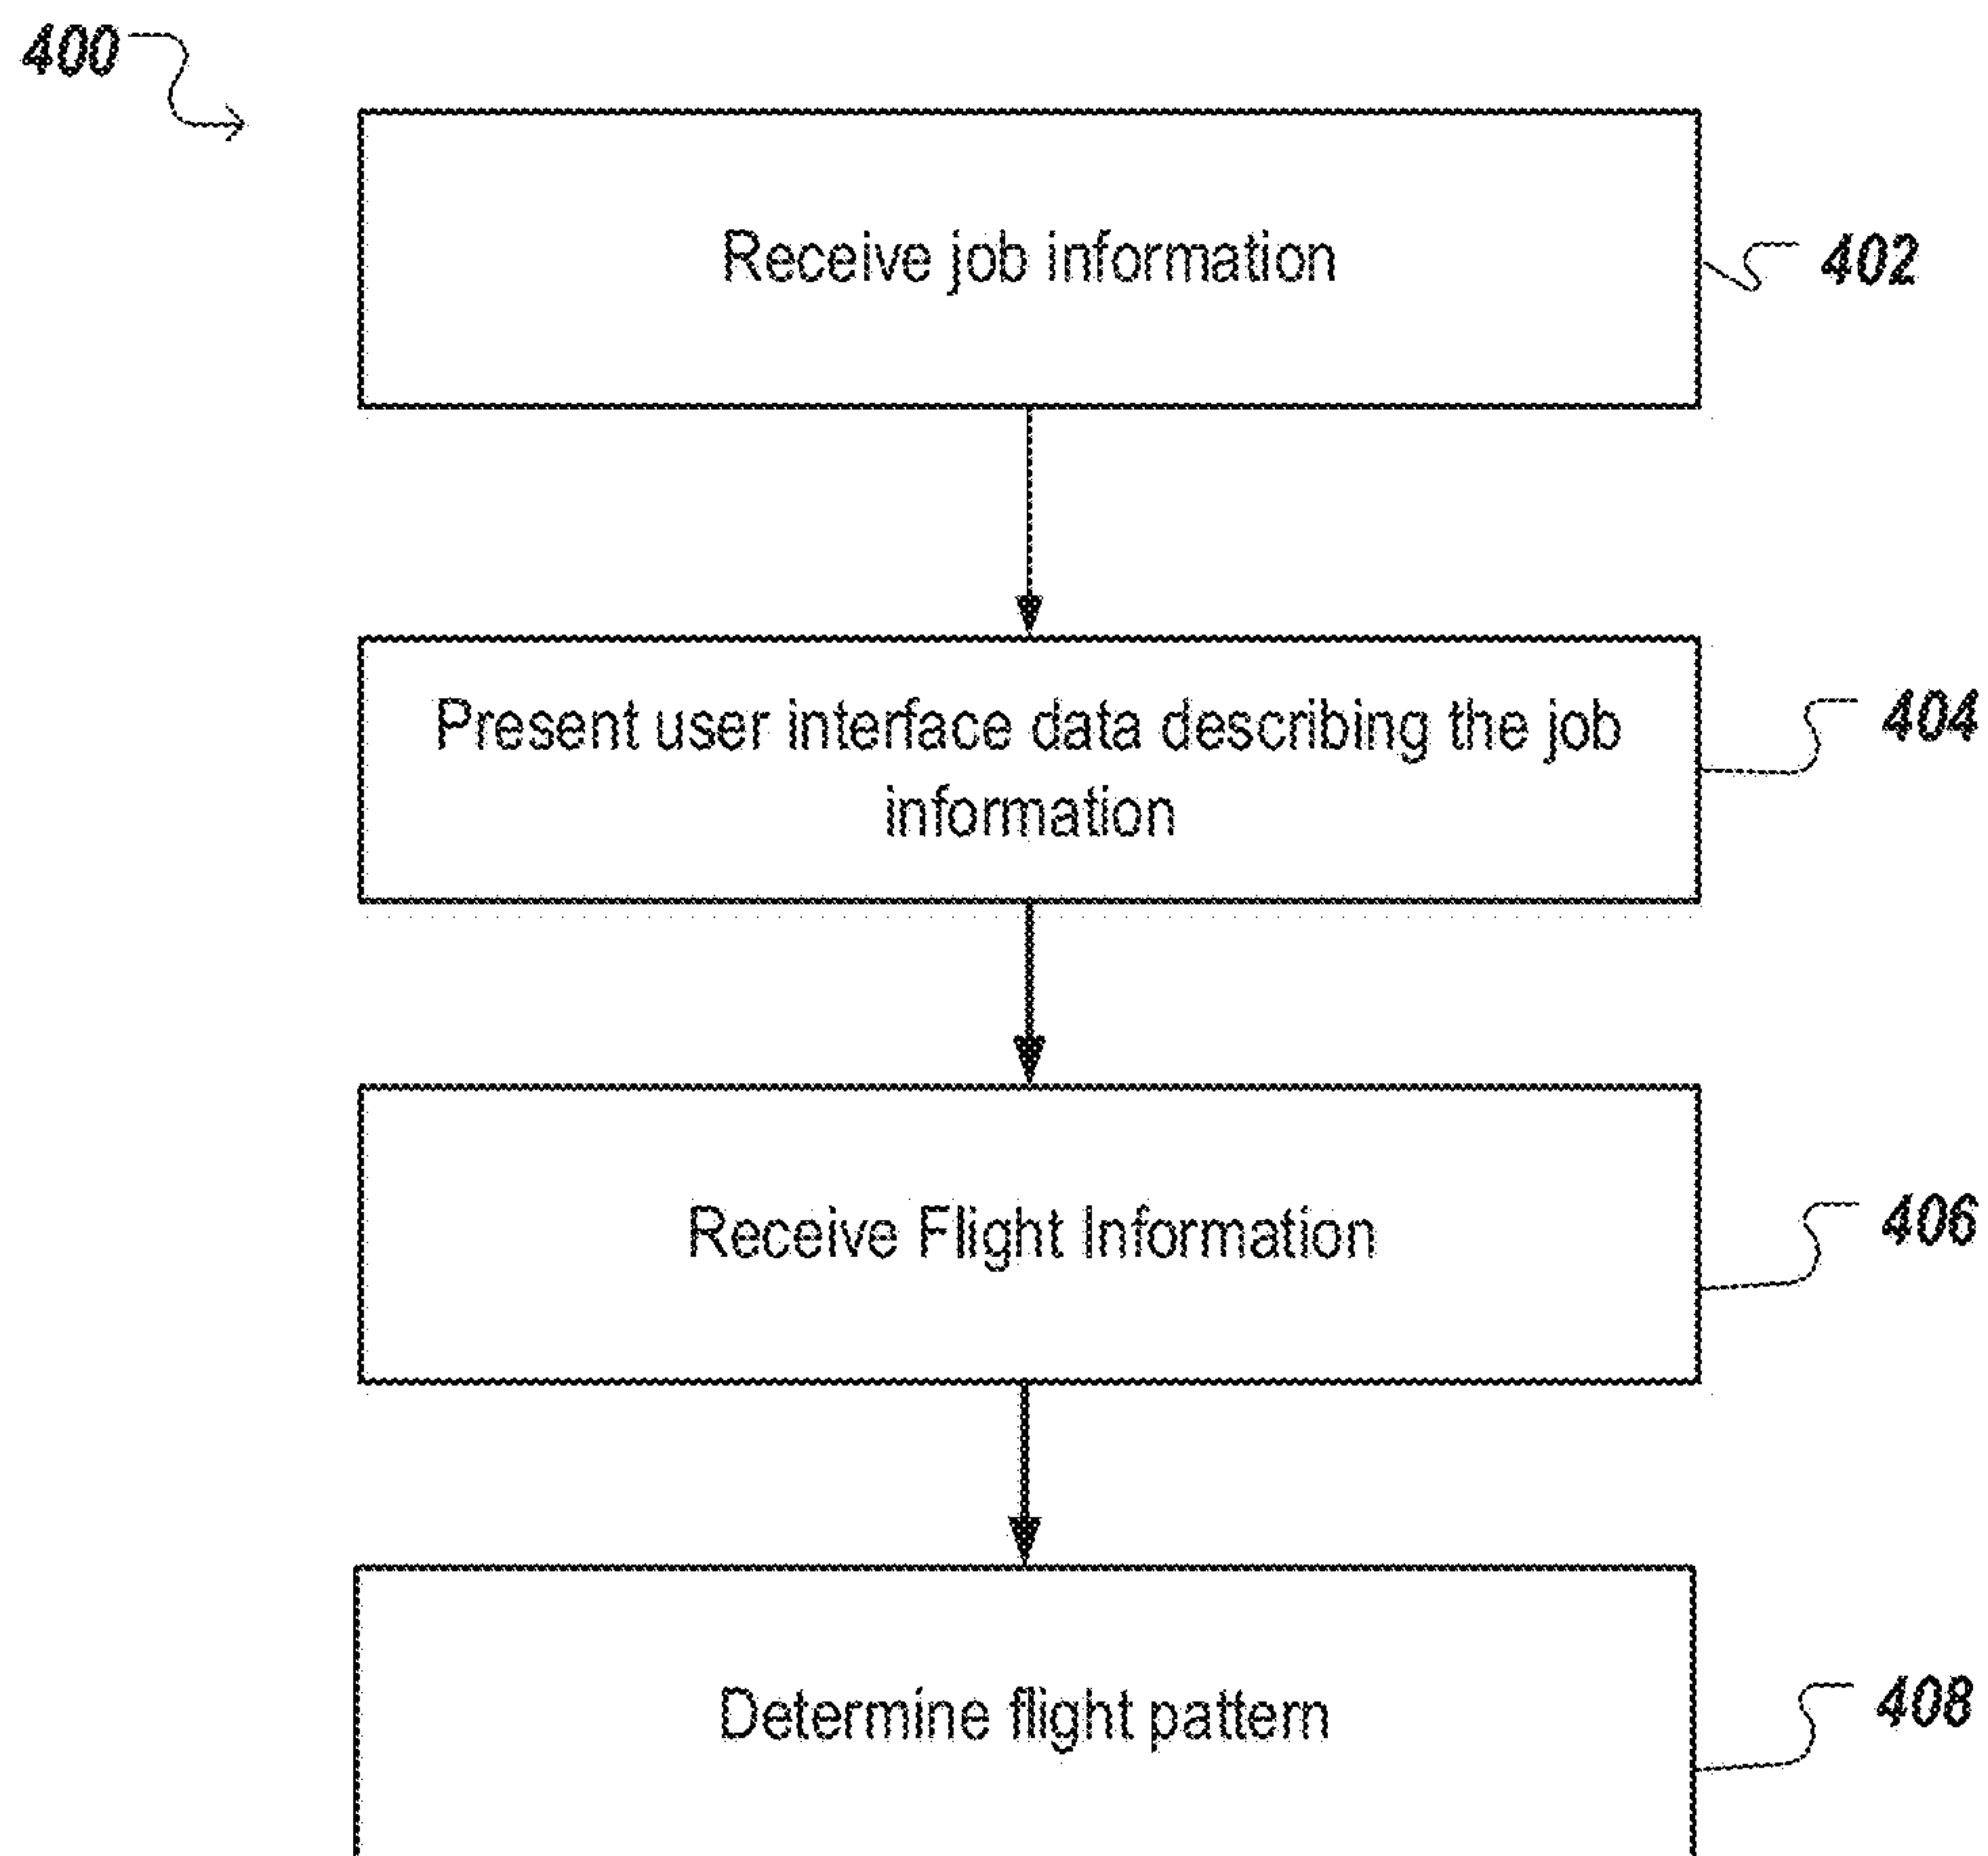 400
Receive job information
402
Present user interface data describing the job
information
404
Receive Flight Information
406
Determine flight pattern
408